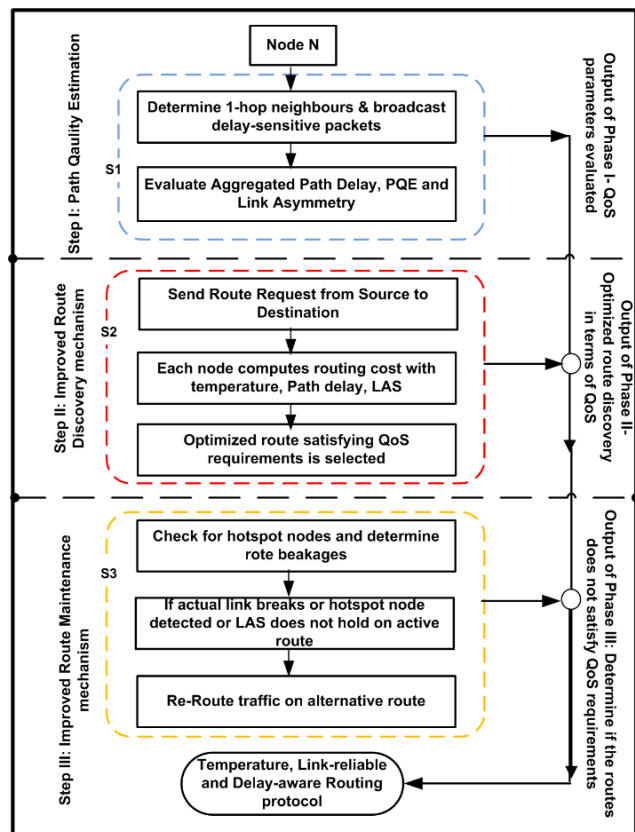 Node N
Step I: Path Qaulity Estimation
S1
Determine 1-hop neighbours & broadcast
delay-sensitive packets
Evaluate Aggregated Path Delay, PQE and
Link Asymmetry
Output of Phase I- QoS
parameters evaluated
Step II: Improved Route
Discovery mechanism
S2
Send Route Request from Source to
Destination
Each node computes routing cost with
temperature, Path delay, LAS
Optimized route satisfying QoS
requirements is selected
Output of Phase II-
Optimized route discovery
in terms of QoS
Step III: Improved Route Maintenance
mechanism
S3
Check for hotspot nodes and determine
rote beakages
If actual link breaks or hotspot node
detected or LAS does not hold on active
route
Re-Route traffic on alternative route
Output of Phase III: Determine if the routes
does not satisfy QoS requirements
Temperature, Link-reliable
and Delay-aware Routing
protocol